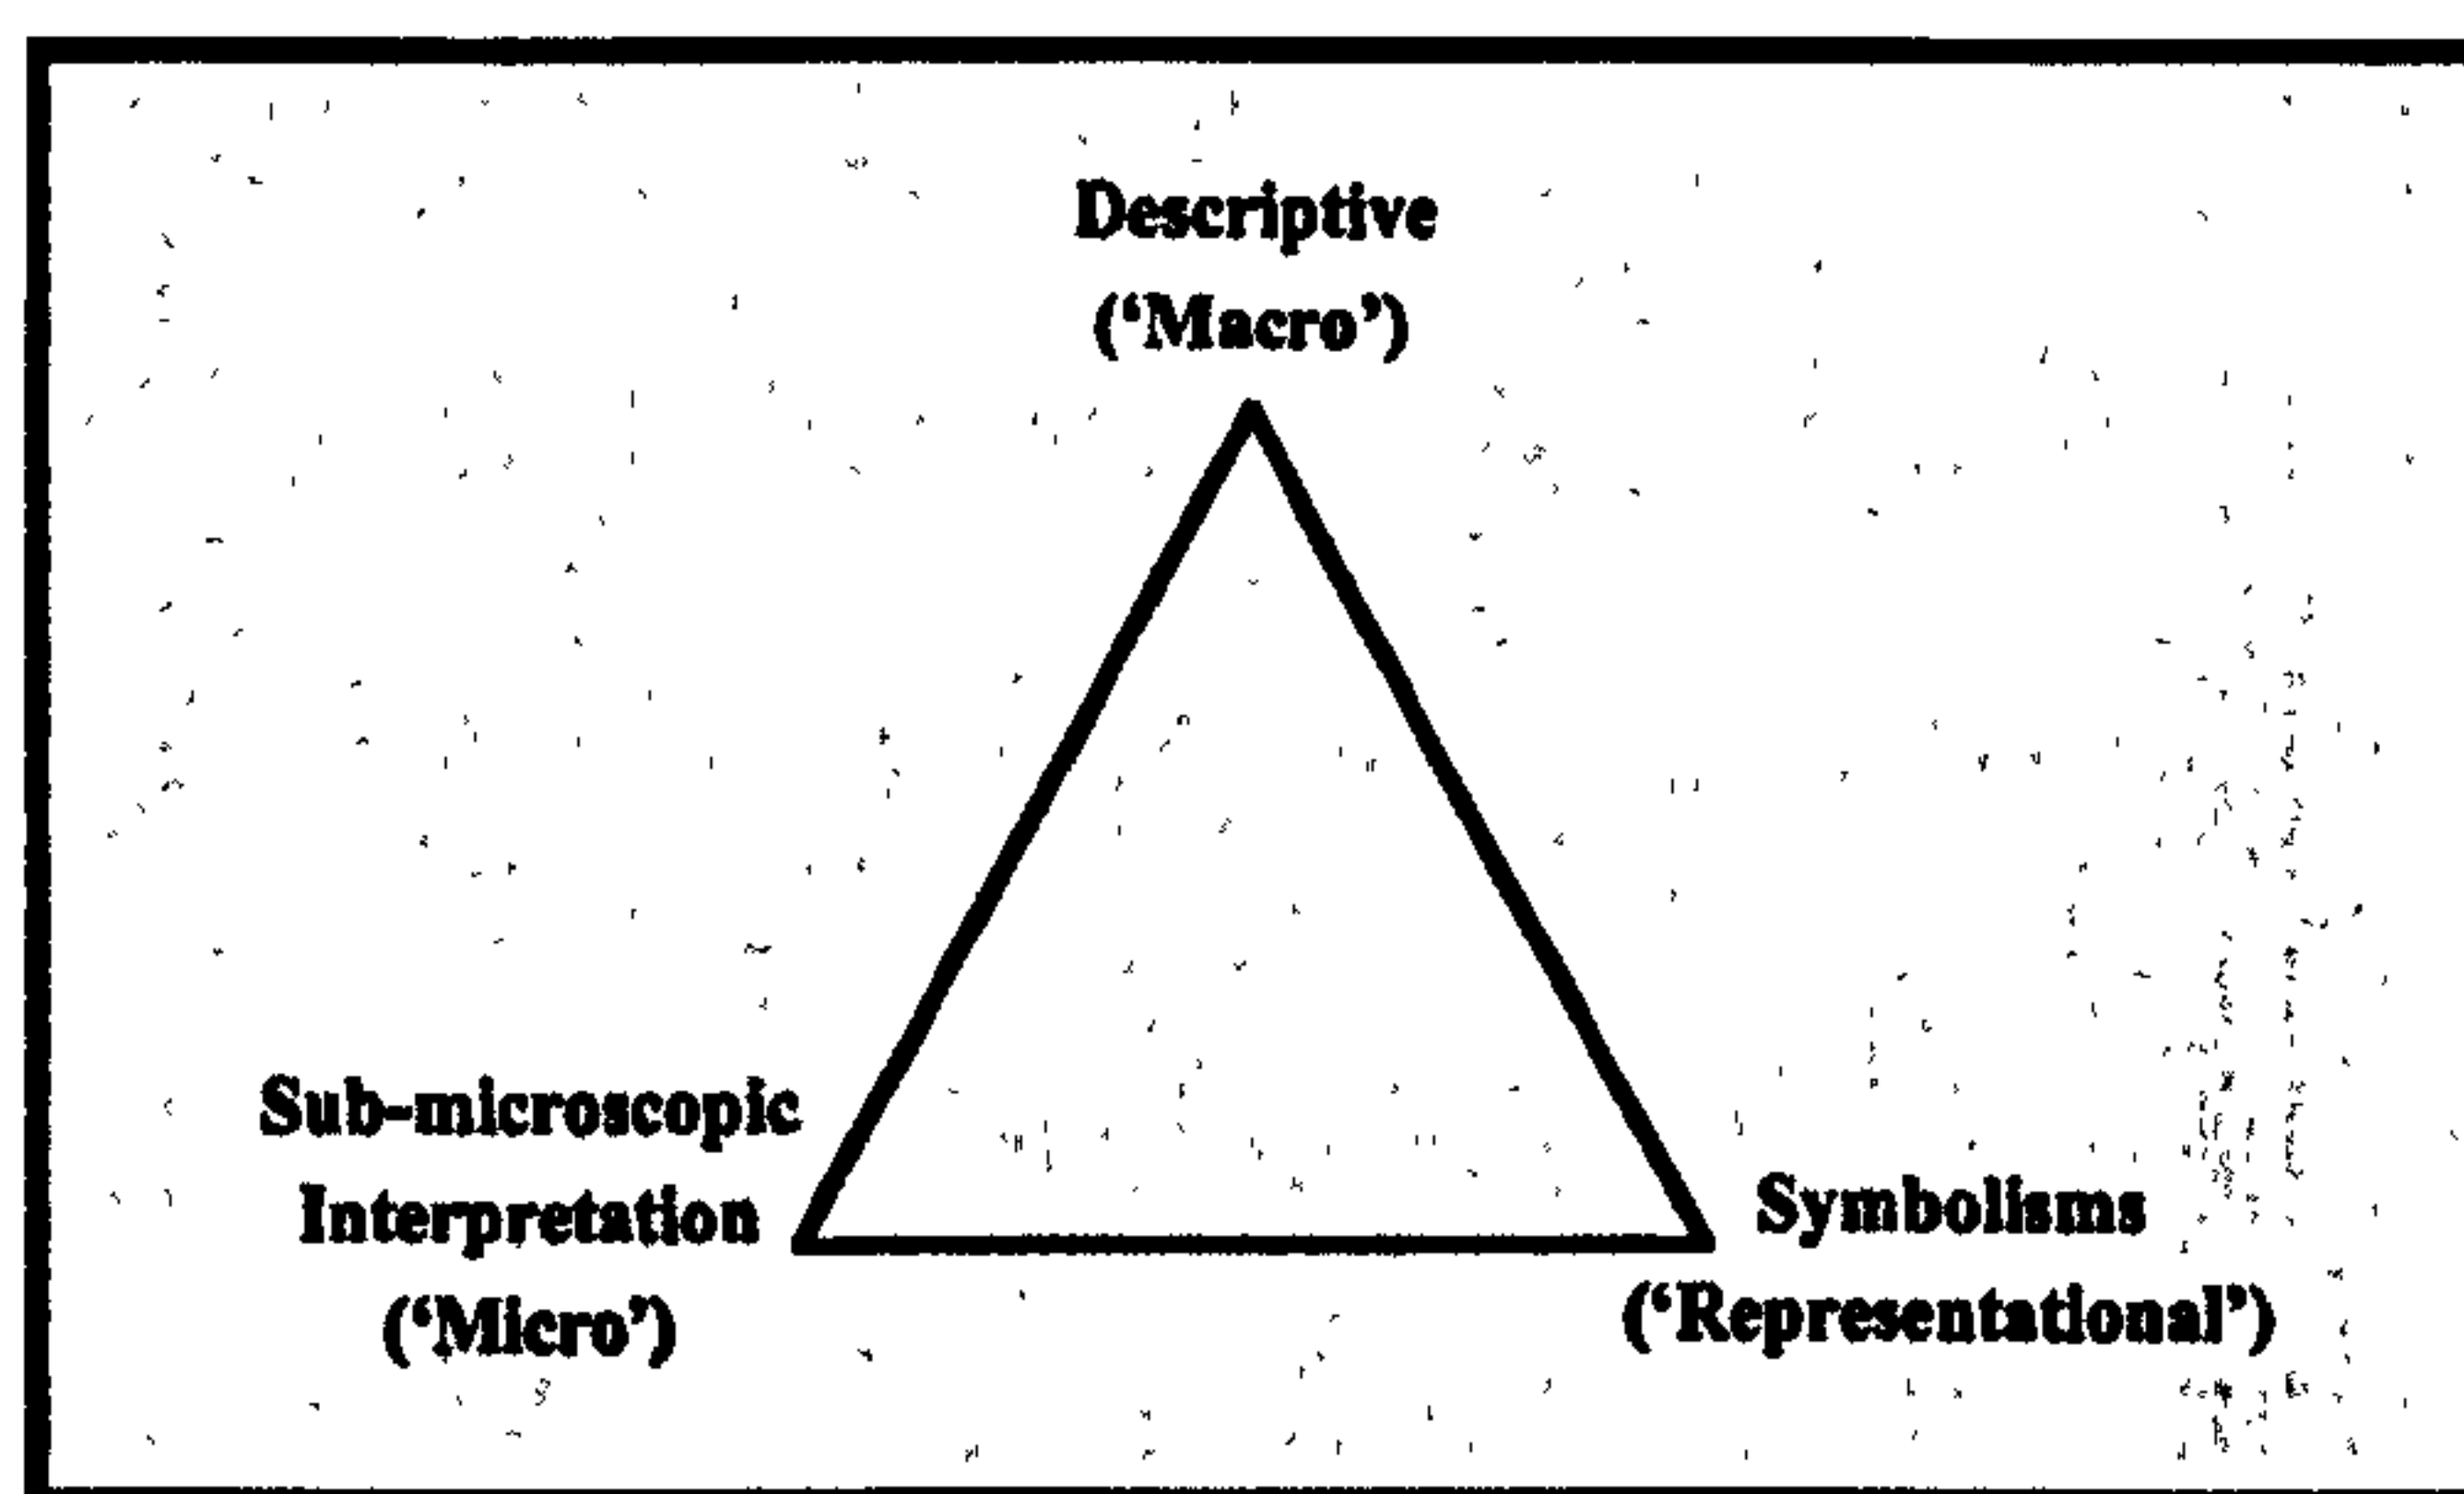 Descriptive
(‘Macro’)
Sub-microscopic
Interpretation
(‘Micro’)
Symbolisms
(‘Representational’)